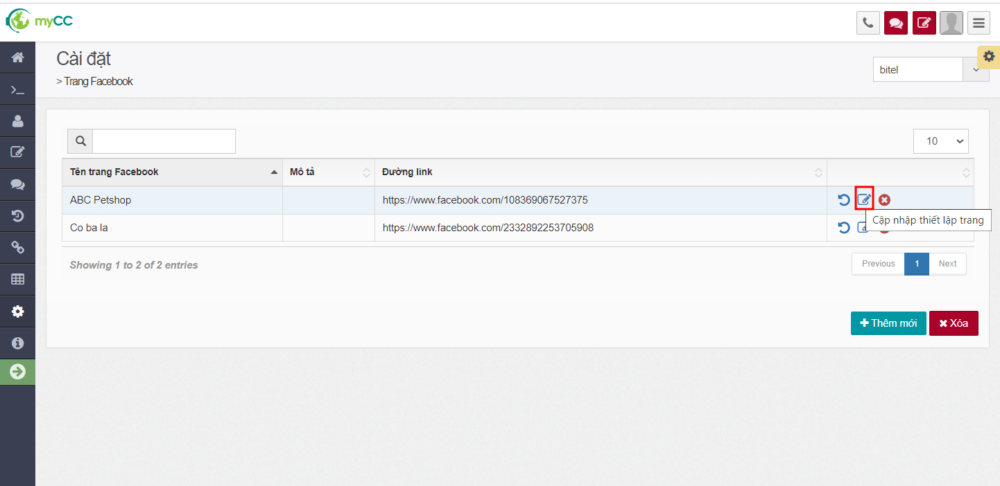 myCC
Cài đặt
> Trang Facebook
bitel
10
Tên trang Facebook Mô tả Đường link
ABC Petshop https://www.facebook.com/108369067527375
Cập nhập thiết lập trang
Co ba la https://www.facebook.com/2332892253705908
Showing 1 to 2 of 2 entries
Previous 1 Next
Thêm mới Xóa